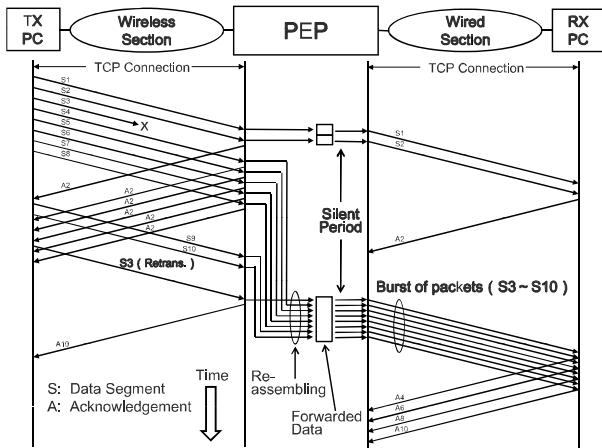 TX PC
Wireless Section
PEP
Wired Section
RX PC
TCP Connection
TCP Connection
S1
S2
S3
S4
S5
S6
S7
S8
X
S1
S2
A2
A2
A2
A2
A2
A2
Silent Period
A2
S9
S10
S3 ( Retrans. )
Burst of packets ( S3 ~ S10 )
A10
Time
Re-assembling
Forwarded Data
S: Data Segment
A: Acknowledgement
A4
A6
A8
A10